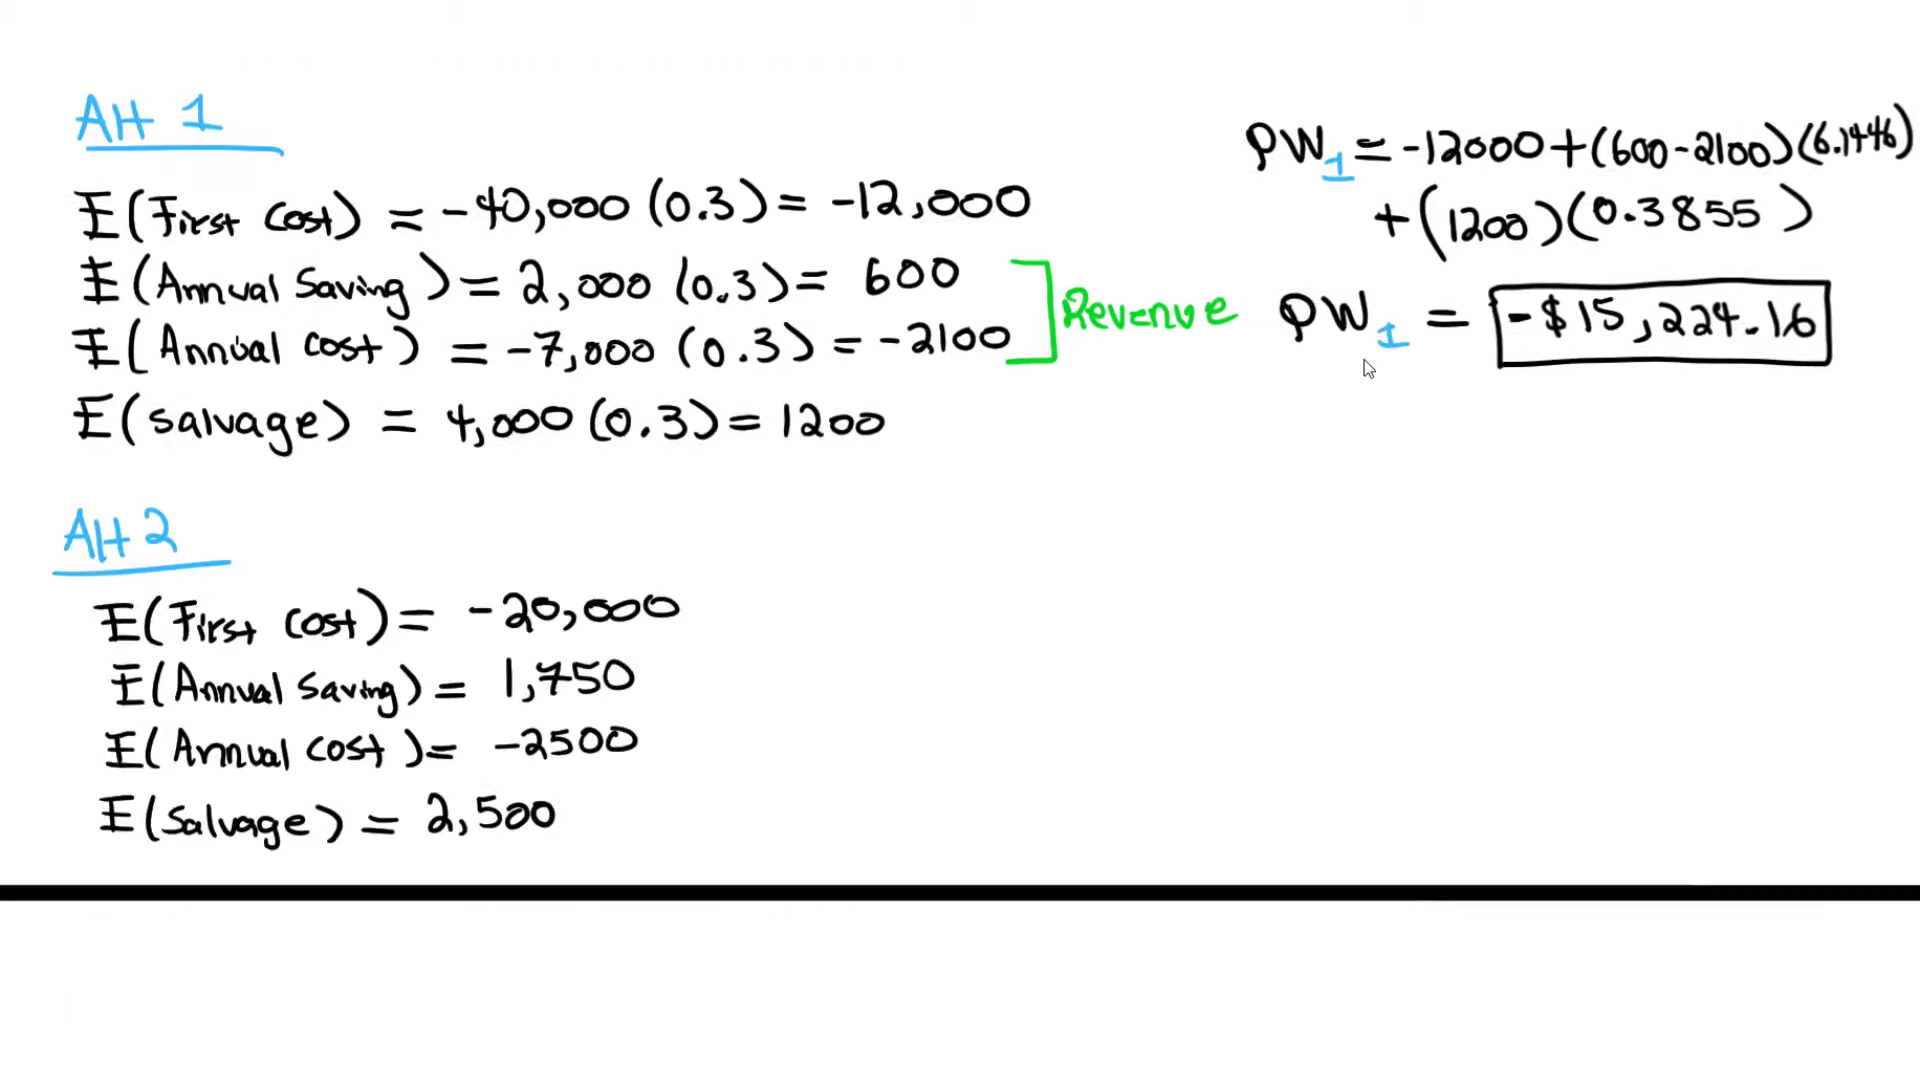 Alt 1
E(First Cost) = -40,000 (0.3) = -12,000
E(Annual Saving) = 2,000 (0.3) = 600
E(Annual cost) = -7,000 (0.3) = -2100
Revenue
E(salvage) = 4,000 (0.3) = 1200
PW1 = -12000 + (600-2100)(6.1446)
+ (1200)(0.3855)
PW1 = -$15,224.16
Alt 2
E(First Cost) = -20,000
E(Annual Saving) = 1,750
E(Annual cost) = -2500
E(Salvage) = 2,500